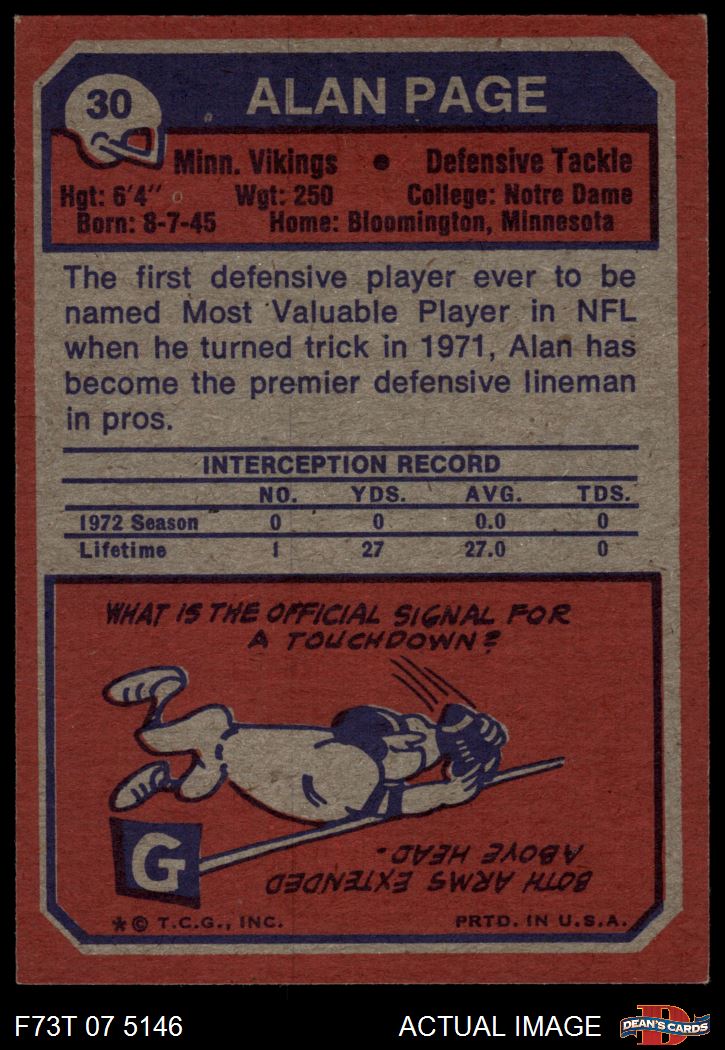 30
ALAN PAGE
Minn. Vikings • Defensive Tackle
Hgt: 6'4" Wgt: 250 College: Notre Dame
Born: 8-7-45 Home: Bloomington, Minnesota
The first defensive player ever to be
named Most Valuable Player in NFL
when he turned trick in 1971, Alan has
become the premier defensive lineman
in pros.
INTERCEPTION RECORD
NO. YDS. AVG. TDS.
1972 Season 0 0 0.0 0
Lifetime 1 27 27.0 0
WHAT IS THE OFFICIAL SIGNAL FOR
A TOUCHDOWN?
G
BOTH ARMS EXTENDED
ABOVE HEAD.
*© T.C.G., INC. PRTD. IN U.S.A.
F73T 07 5146 ACTUAL IMAGE
D
DEAN'S CARDS